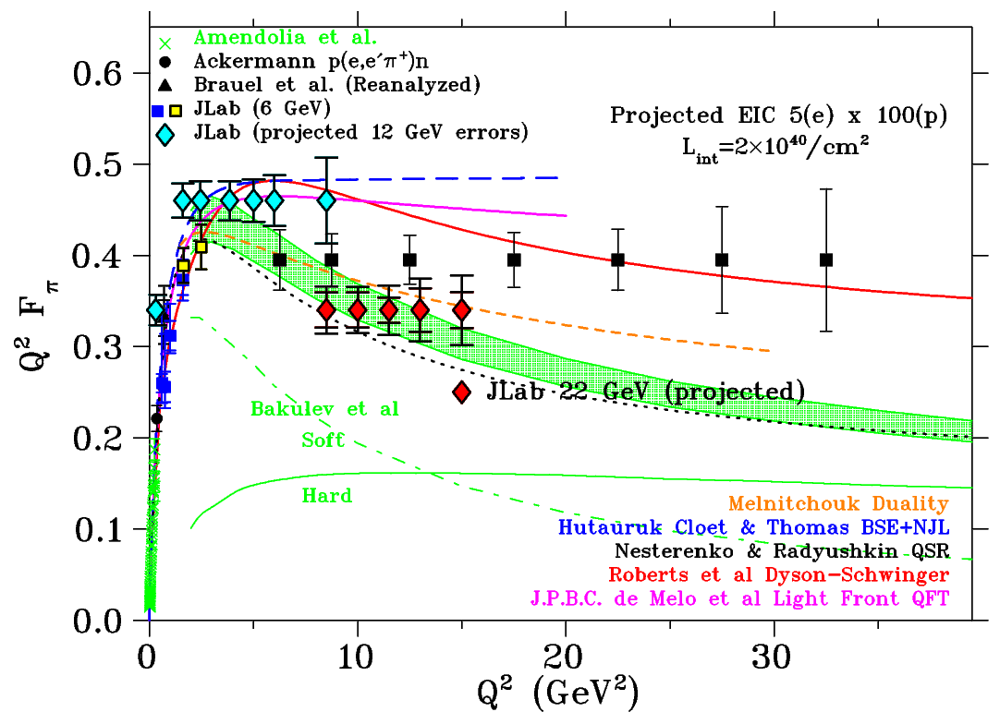 Amendolia et al.
Ackermann p(e,e′π⁺)n
Brauel et al. (Reanalyzed)
JLab (6 GeV)
JLab (projected 12 GeV errors)
Projected EIC 5(e) x 100(p)
L_int=2×10⁴⁰/cm²
0.6
0.5
0.4
0.3
0.2
0.1
0.0
Q² F_π
JLab 22 GeV (projected)
Bakulev et al
Soft
Hard
Melnitchouk Duality
Hutauruk Cloet & Thomas BSE+NJL
Nesterenko & Radyushkin QSR
Roberts et al Dyson-Schwinger
J.P.B.C. de Melo et al Light Front QFT
0 10 20 30
Q² (GeV²)